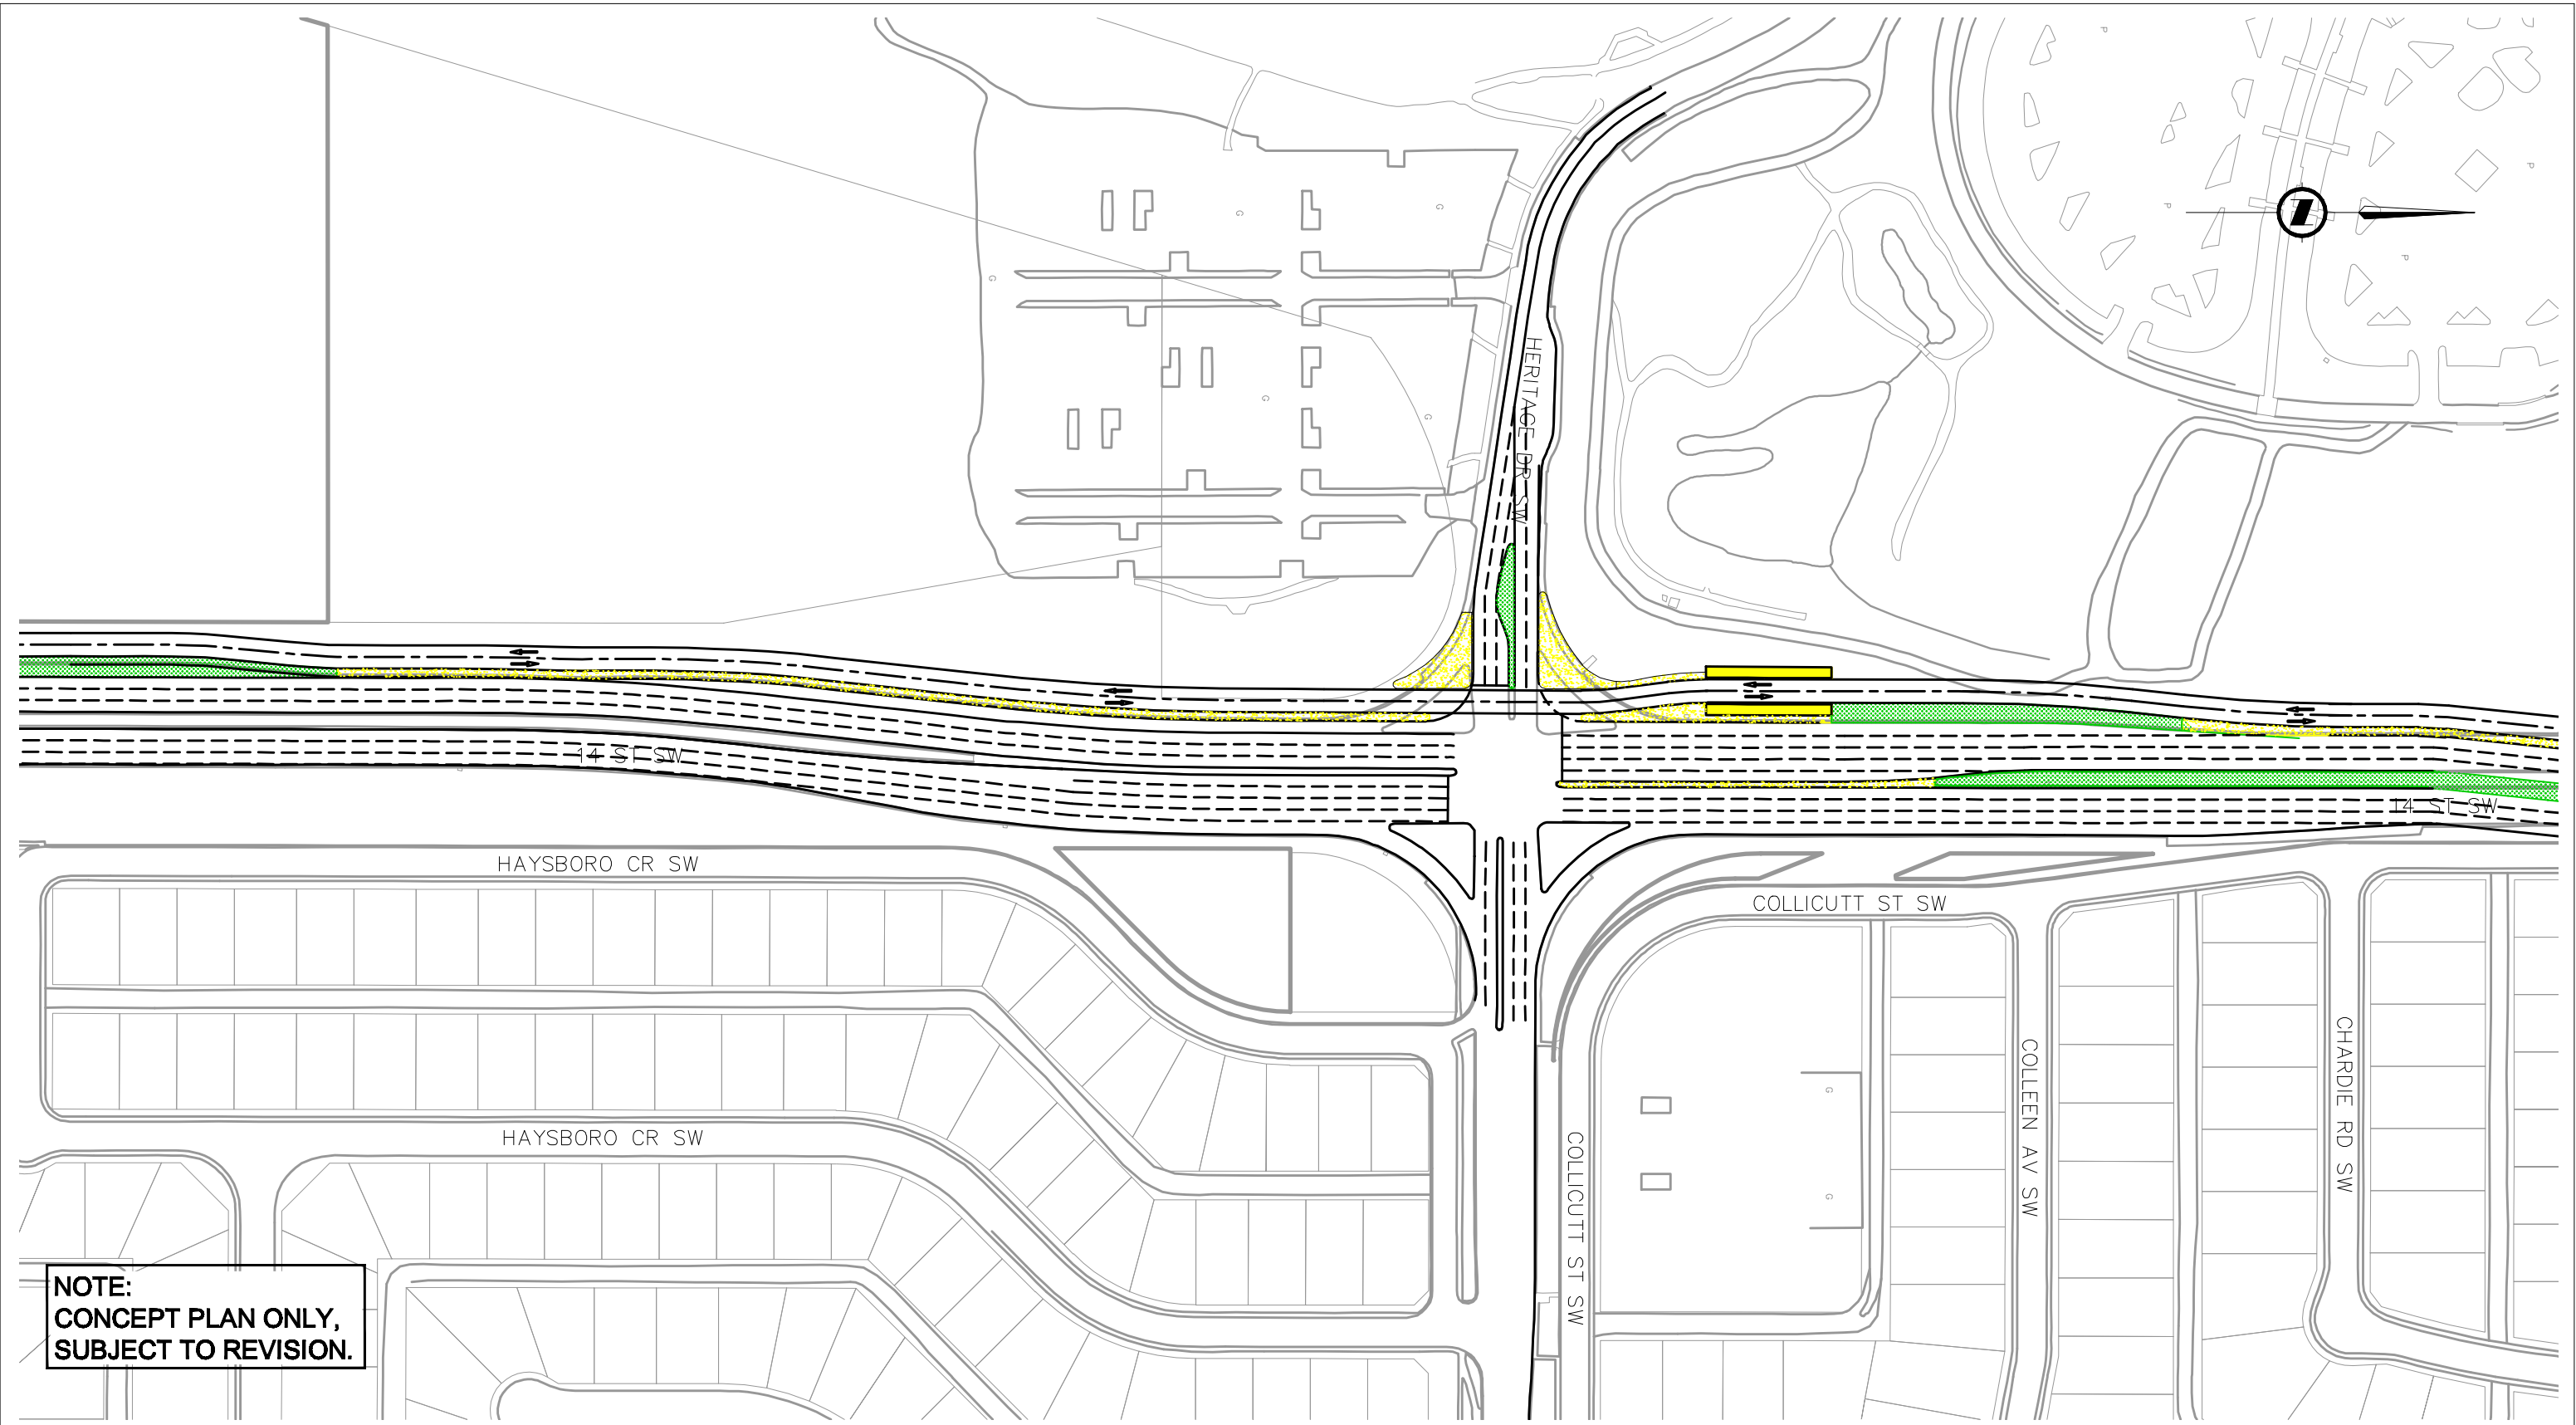 HERITAGE DR SW
14 ST SW
14 ST SW
HAYSBORO CR SW
COLLICUTT ST SW
COLLEEN AV SW
CHARDIE RD SW
HAYSBORO CR SW
COLLICUTT ST SW
NOTE:
CONCEPT PLAN ONLY,
SUBJECT TO REVISION.
G
G
G
G
G
G
G
P
P
P
P